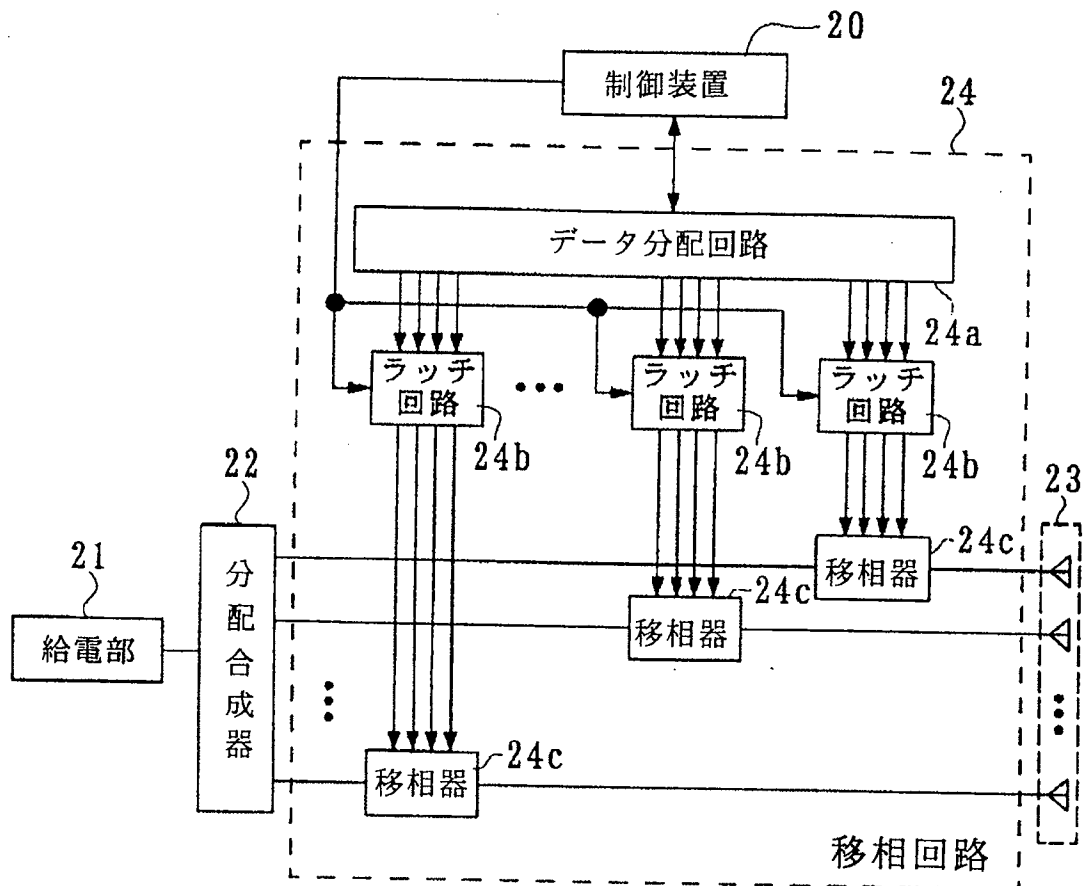 20
制御装置
24
データ分配回路
24a
ラッチ
回路
24b
ラッチ
回路
24b
ラッチ
回路
24b
22
分配合成器
21
給電部
23
移相器
24c
移相器
24c
移相器
24c
移相回路